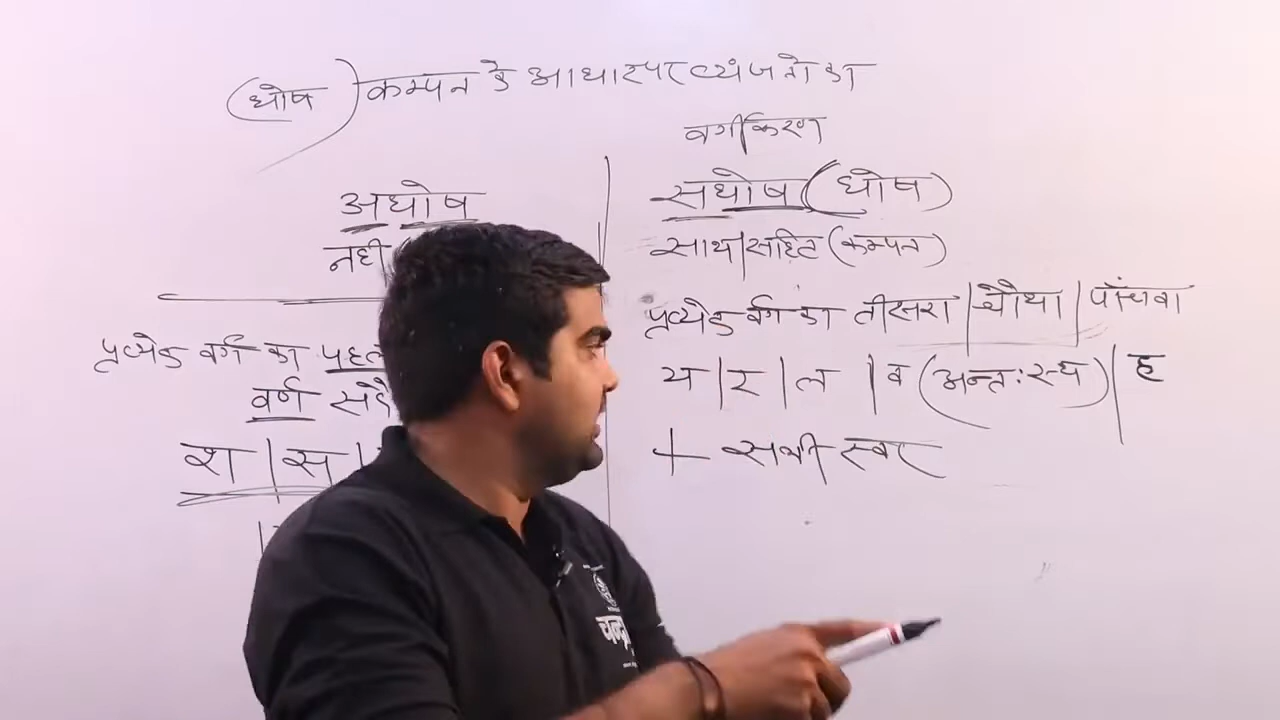 (घोष) कम्पन के आधार पर व्यंजनो का
वर्गीकरण
अघोष
नही
प्रत्येक वर्ग का
वर्ण
श | स |
सघोष (घोष)
साथ|सहित (कम्पन)
प्रत्येक वर्ग का तीसरा | चौथा | पाँचवा
य | र | ल | व (अन्तःस्थ) | ह
+ सभी स्वर